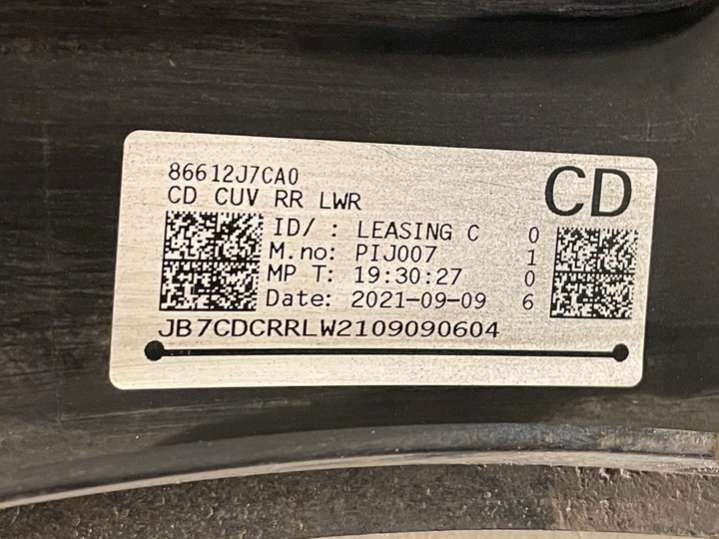 86612J7CA0
CD CUV RR LWR
CD
ID/ : LEASING C 0
M.no: PIJ007 1
MP T: 19:30:27 0
Date: 2021-09-09 6
JB7CDCRRLW2109090604